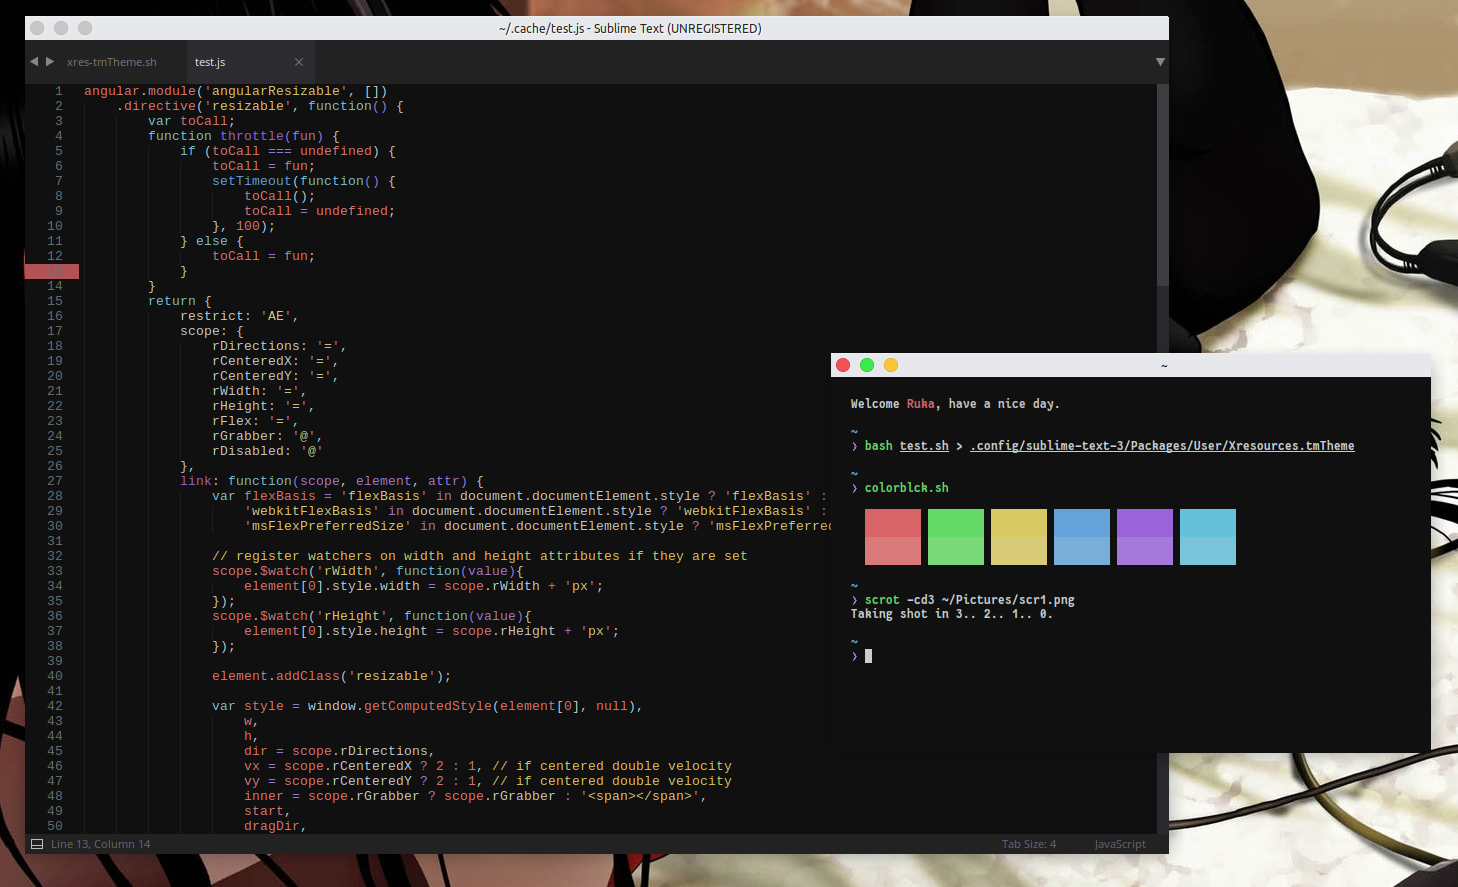 ~/.cache/test.js - Sublime Text (UNREGISTERED)
xres-tmTheme.sh
test.js
1 angular.module('angularResizable', [])
2 .directive('resizable', function() {
3 var toCall;
4 function throttle(fun) {
5 if (toCall === undefined) {
6 toCall = fun;
7 setTimeout(function() {
8 toCall();
9 toCall = undefined;
10 }, 100);
11 } else {
12 toCall = fun;
13 }
14 }
15 return {
16 restrict: 'AE',
17 scope: {
18 rDirections: '=',
19 rCenteredX: '=',
20 rCenteredY: '=',
21 rWidth: '=',
22 rHeight: '=',
23 rFlex: '=',
24 rGrabber: '@',
25 rDisabled: '@'
26 },
27 link: function(scope, element, attr) {
28 var flexBasis = 'flexBasis' in document.documentElement.style ? 'flexBasis' :
29 'webkitFlexBasis' in document.documentElement.style ? 'webkitFlexBasis' :
30 'msFlexPreferredSize' in document.documentElement.style ? 'msFlexPreferred
31
32 // register watchers on width and height attributes if they are set
33 scope.$watch('rWidth', function(value){
34 element[0].style.width = scope.rWidth + 'px';
35 });
36 scope.$watch('rHeight', function(value){
37 element[0].style.height = scope.rHeight + 'px';
38 });
39
40 element.addClass('resizable');
41
42 var style = window.getComputedStyle(element[0], null),
43 w,
44 h,
45 dir = scope.rDirections,
46 vx = scope.rCenteredX ? 2 : 1, // if centered double velocity
47 vy = scope.rCenteredY ? 2 : 1, // if centered double velocity
48 inner = scope.rGrabber ? scope.rGrabber : '<span></span>',
49 start,
50 dragDir,
Line 13, Column 14
Tab Size: 4
JavaScript
~
Welcome Ruka, have a nice day.
~
❯ bash test.sh > .config/sublime-text-3/Packages/User/Xresources.tmTheme
~
❯ colorblck.sh
~
❯ scrot -cd3 ~/Pictures/scr1.png
Taking shot in 3.. 2.. 1.. 0.
~
❯